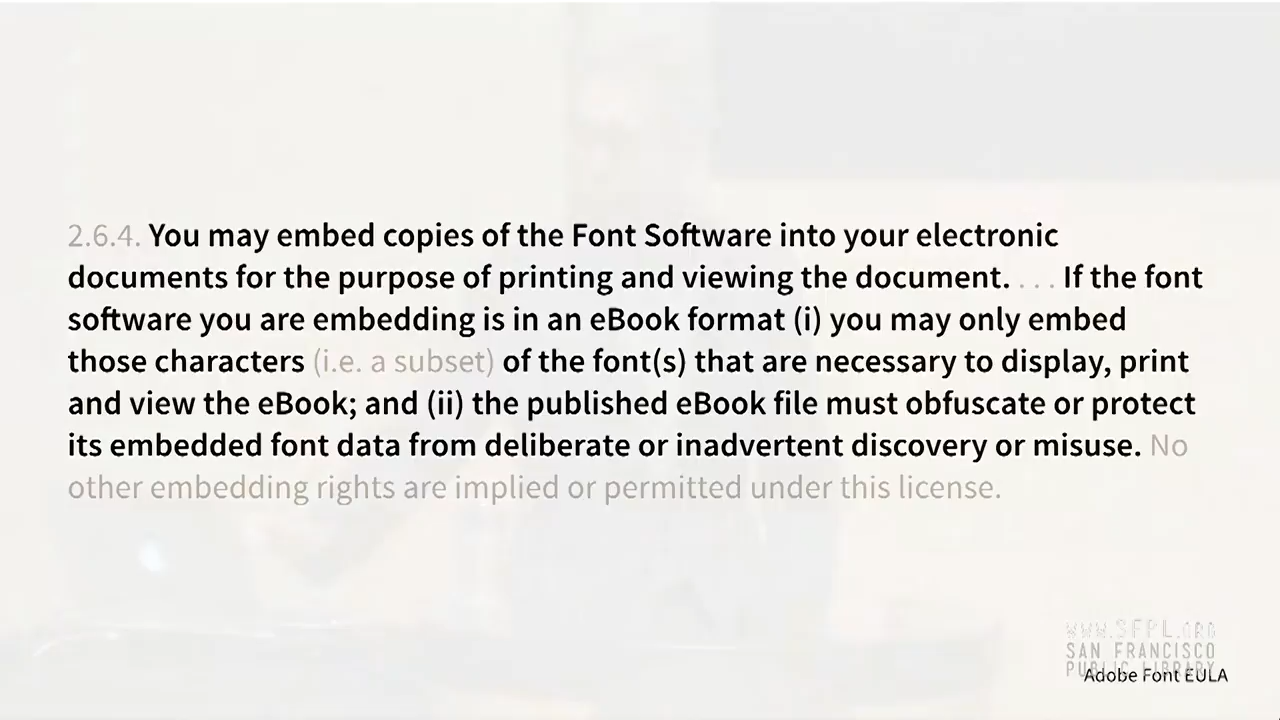 2.6.4. You may embed copies of the Font Software into your electronic
documents for the purpose of printing and viewing the document. . . . If the font
software you are embedding is in an eBook format (i) you may only embed
those characters (i.e. a subset) of the font(s) that are necessary to display, print
and view the eBook; and (ii) the published eBook file must obfuscate or protect
its embedded font data from deliberate or inadvertent discovery or misuse. No
other embedding rights are implied or permitted under this license.
WWW.SFPL.ORG
SAN FRANCISCO
PUBLIC LIBRARY
Adobe Font EULA